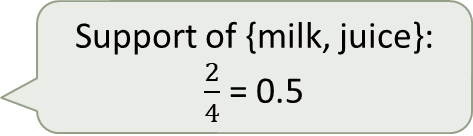 Support of {milk, juice}:
2/4 = 0.5